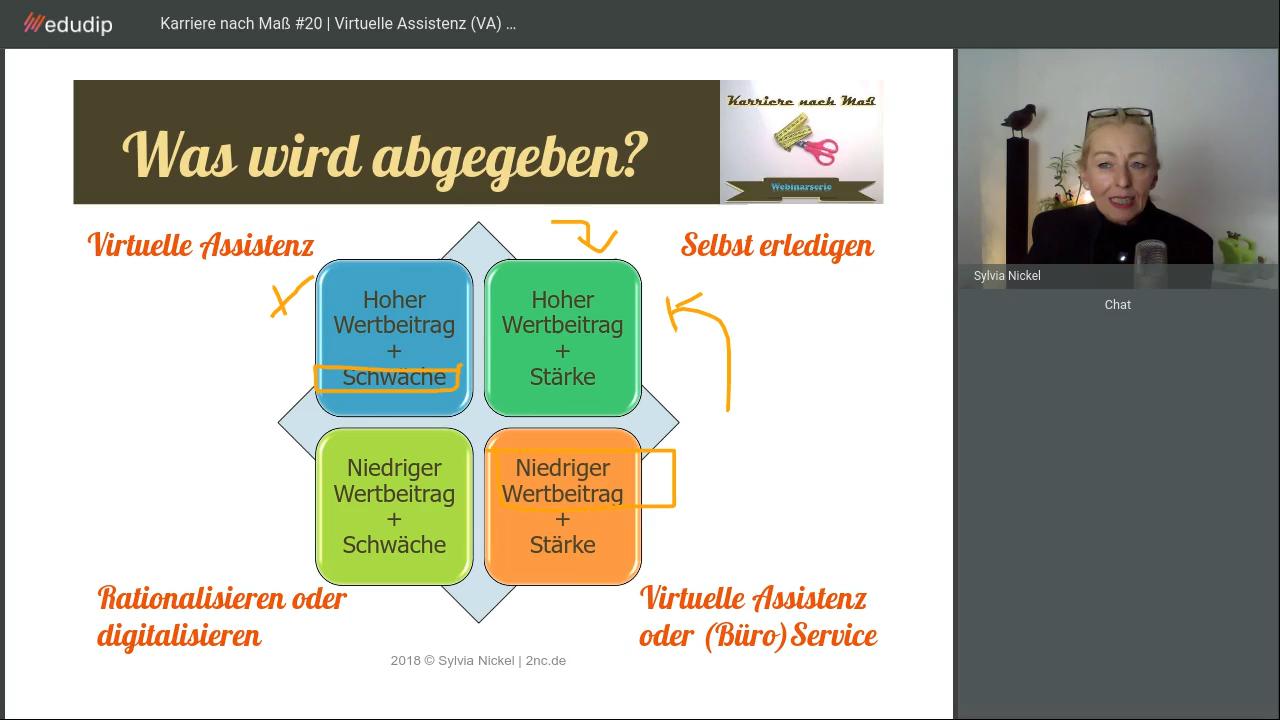 edudip
Karriere nach Maß #20 | Virtuelle Assistenz (VA) …
Was wird abgegeben?
Karriere nach Maß
Webinarserie
Virtuelle Assistenz
Selbst erledigen
Hoher
Wertbeitrag
+
Schwäche
Hoher
Wertbeitrag
+
Stärke
Niedriger
Wertbeitrag
+
Schwäche
Niedriger
Wertbeitrag
+
Stärke
Rationalisieren oder
digitalisieren
Virtuelle Assistenz
oder (Büro)Service
2018 © Sylvia Nickel | 2nc.de
Sylvia Nickel
Chat